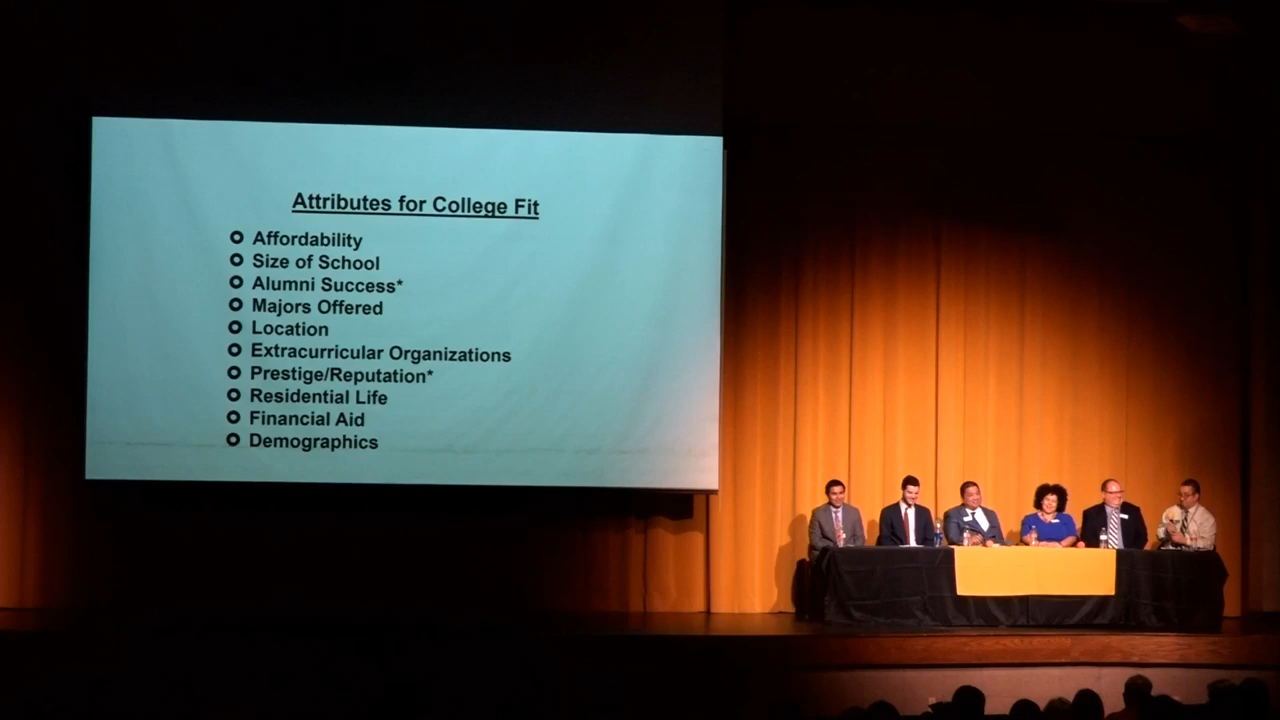 Attributes for College Fit
Affordability
Size of School
Alumni Success*
Majors Offered
Location
Extracurricular Organizations
Prestige/Reputation*
Residential Life
Financial Aid
Demographics